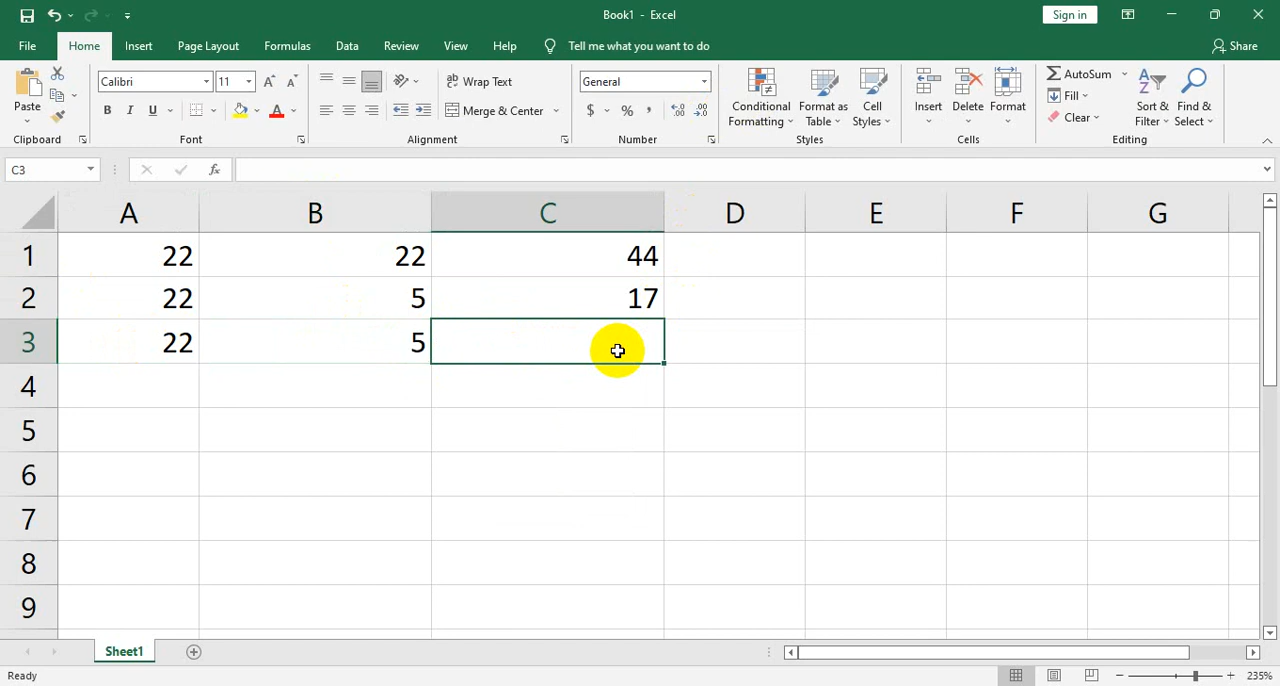 Book1 - Excel
Sign in
File Home Insert Page Layout Formulas Data Review View Help Tell me what you want to do Share
Paste
Calibri 11
B I U A
Wrap Text
Merge & Center
General
$ % ,
Conditional Formatting
Format as Table
Cell Styles
Insert
Delete
Format
AutoSum
Fill
Clear
Sort & Filter
Find & Select
Clipboard Font Alignment Number Styles Cells Editing
C3 fx
A B C D E F G
1 22 22 44
2 22 5 17
3 22 5
4
5
6
7
8
9
Sheet1
Ready 235%